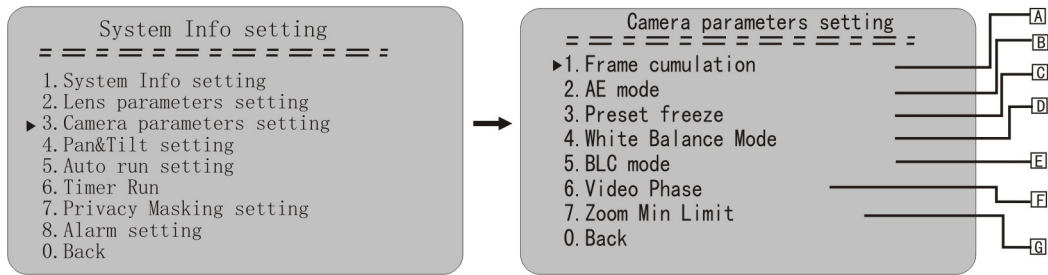 System Info setting
1. System Info setting
2. Lens parameters setting
3. Camera parameters setting
4. Pan&Tilt setting
5. Auto run setting
6. Timer Run
7. Privacy Masking setting
8. Alarm setting
0. Back
Camera parameters setting
1. Frame cumulation
2. AE mode
3. Preset freeze
4. White Balance Mode
5. BLC mode
6. Video Phase
7. Zoom Min Limit
0. Back
A
B
C
D
E
F
G